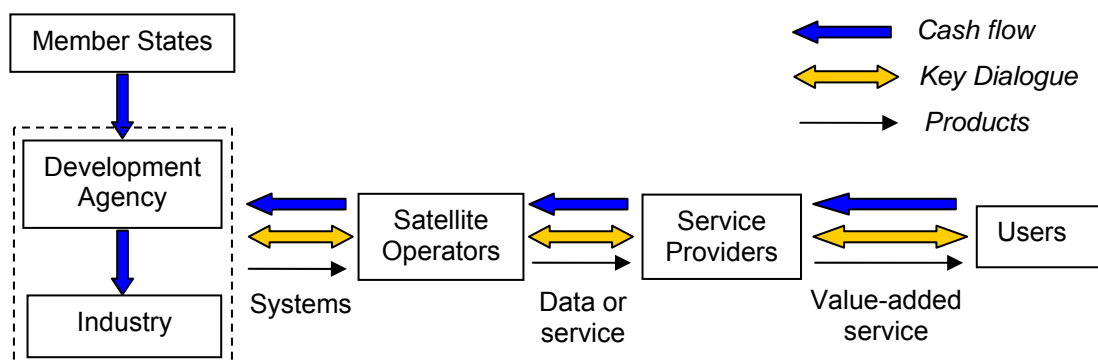 Member States
Cash flow
Key Dialogue
Products
Development
Agency
Satellite
Operators
Service
Providers
Users
Industry
Systems
Data or
service
Value-added
service